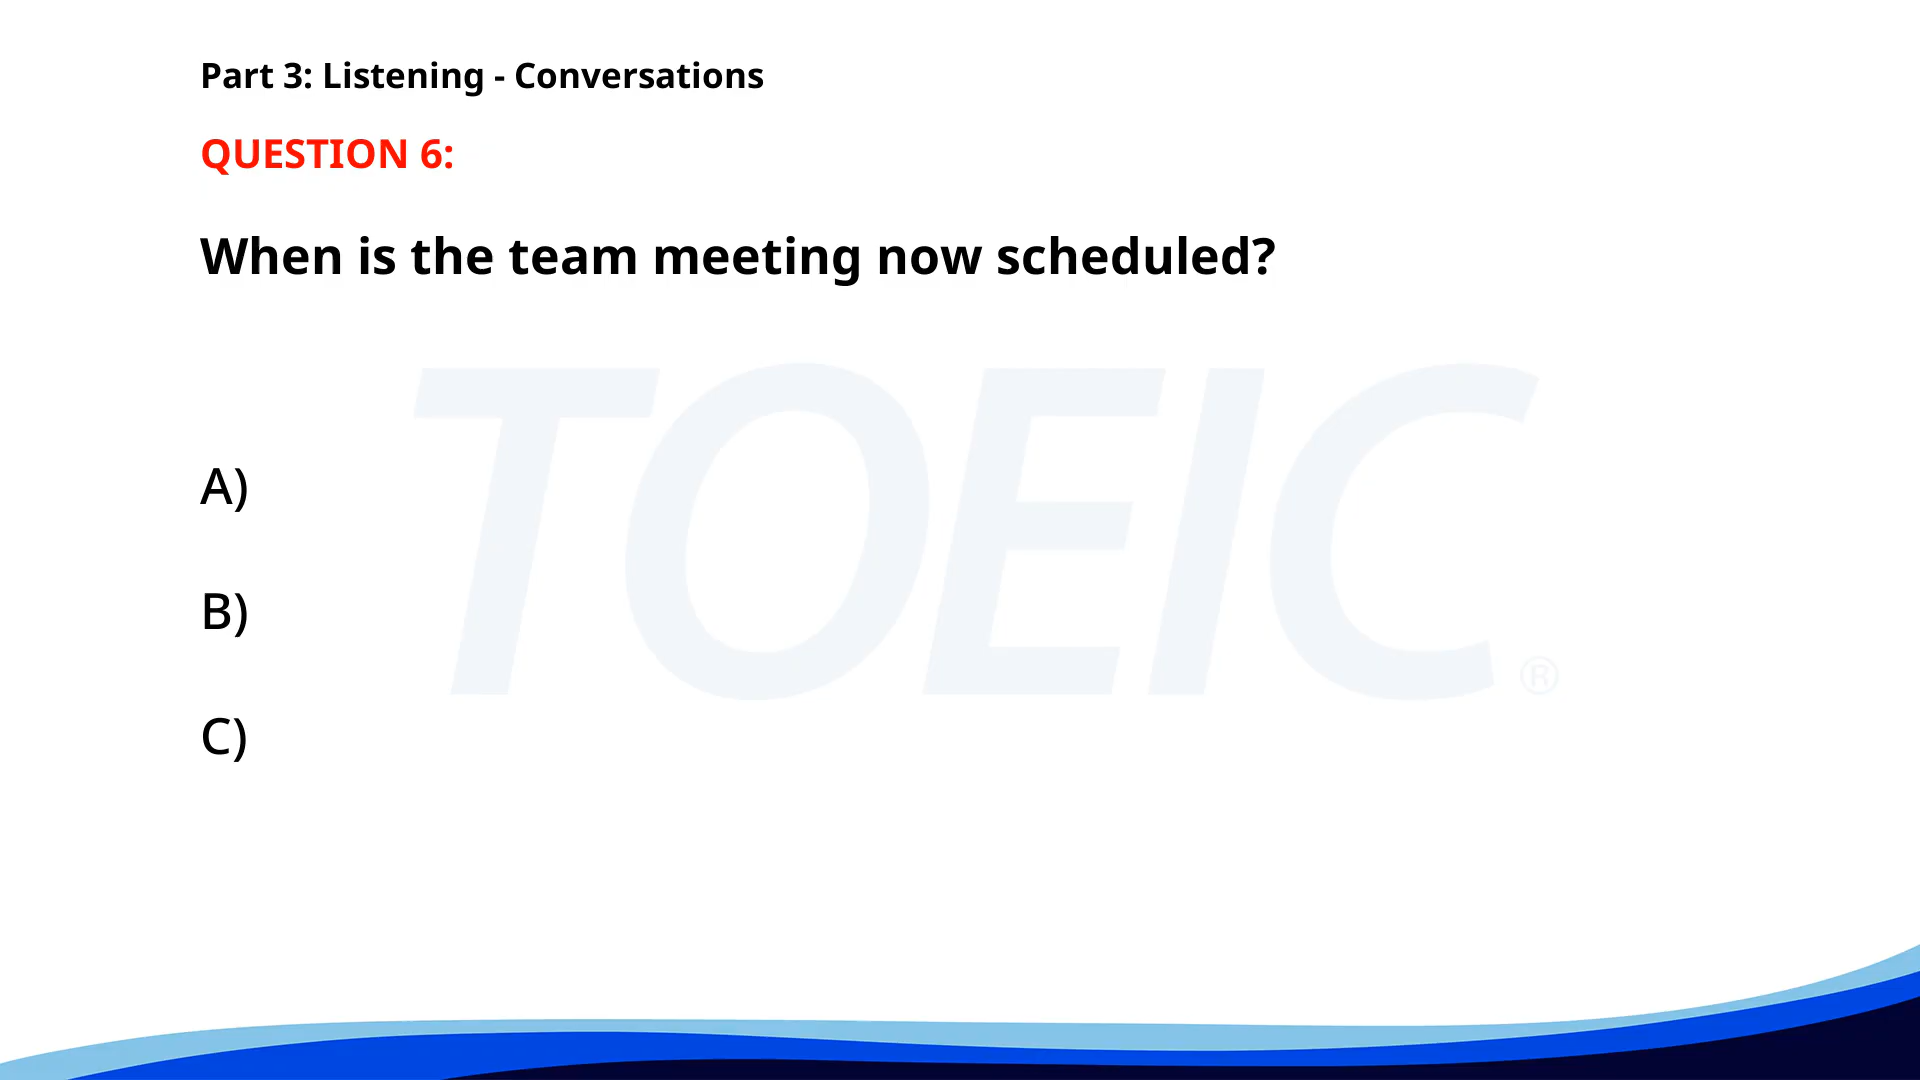 Part 3: Listening - Conversations
QUESTION 6:
When is the team meeting now scheduled?
TOEIC®
A)
B)
C)